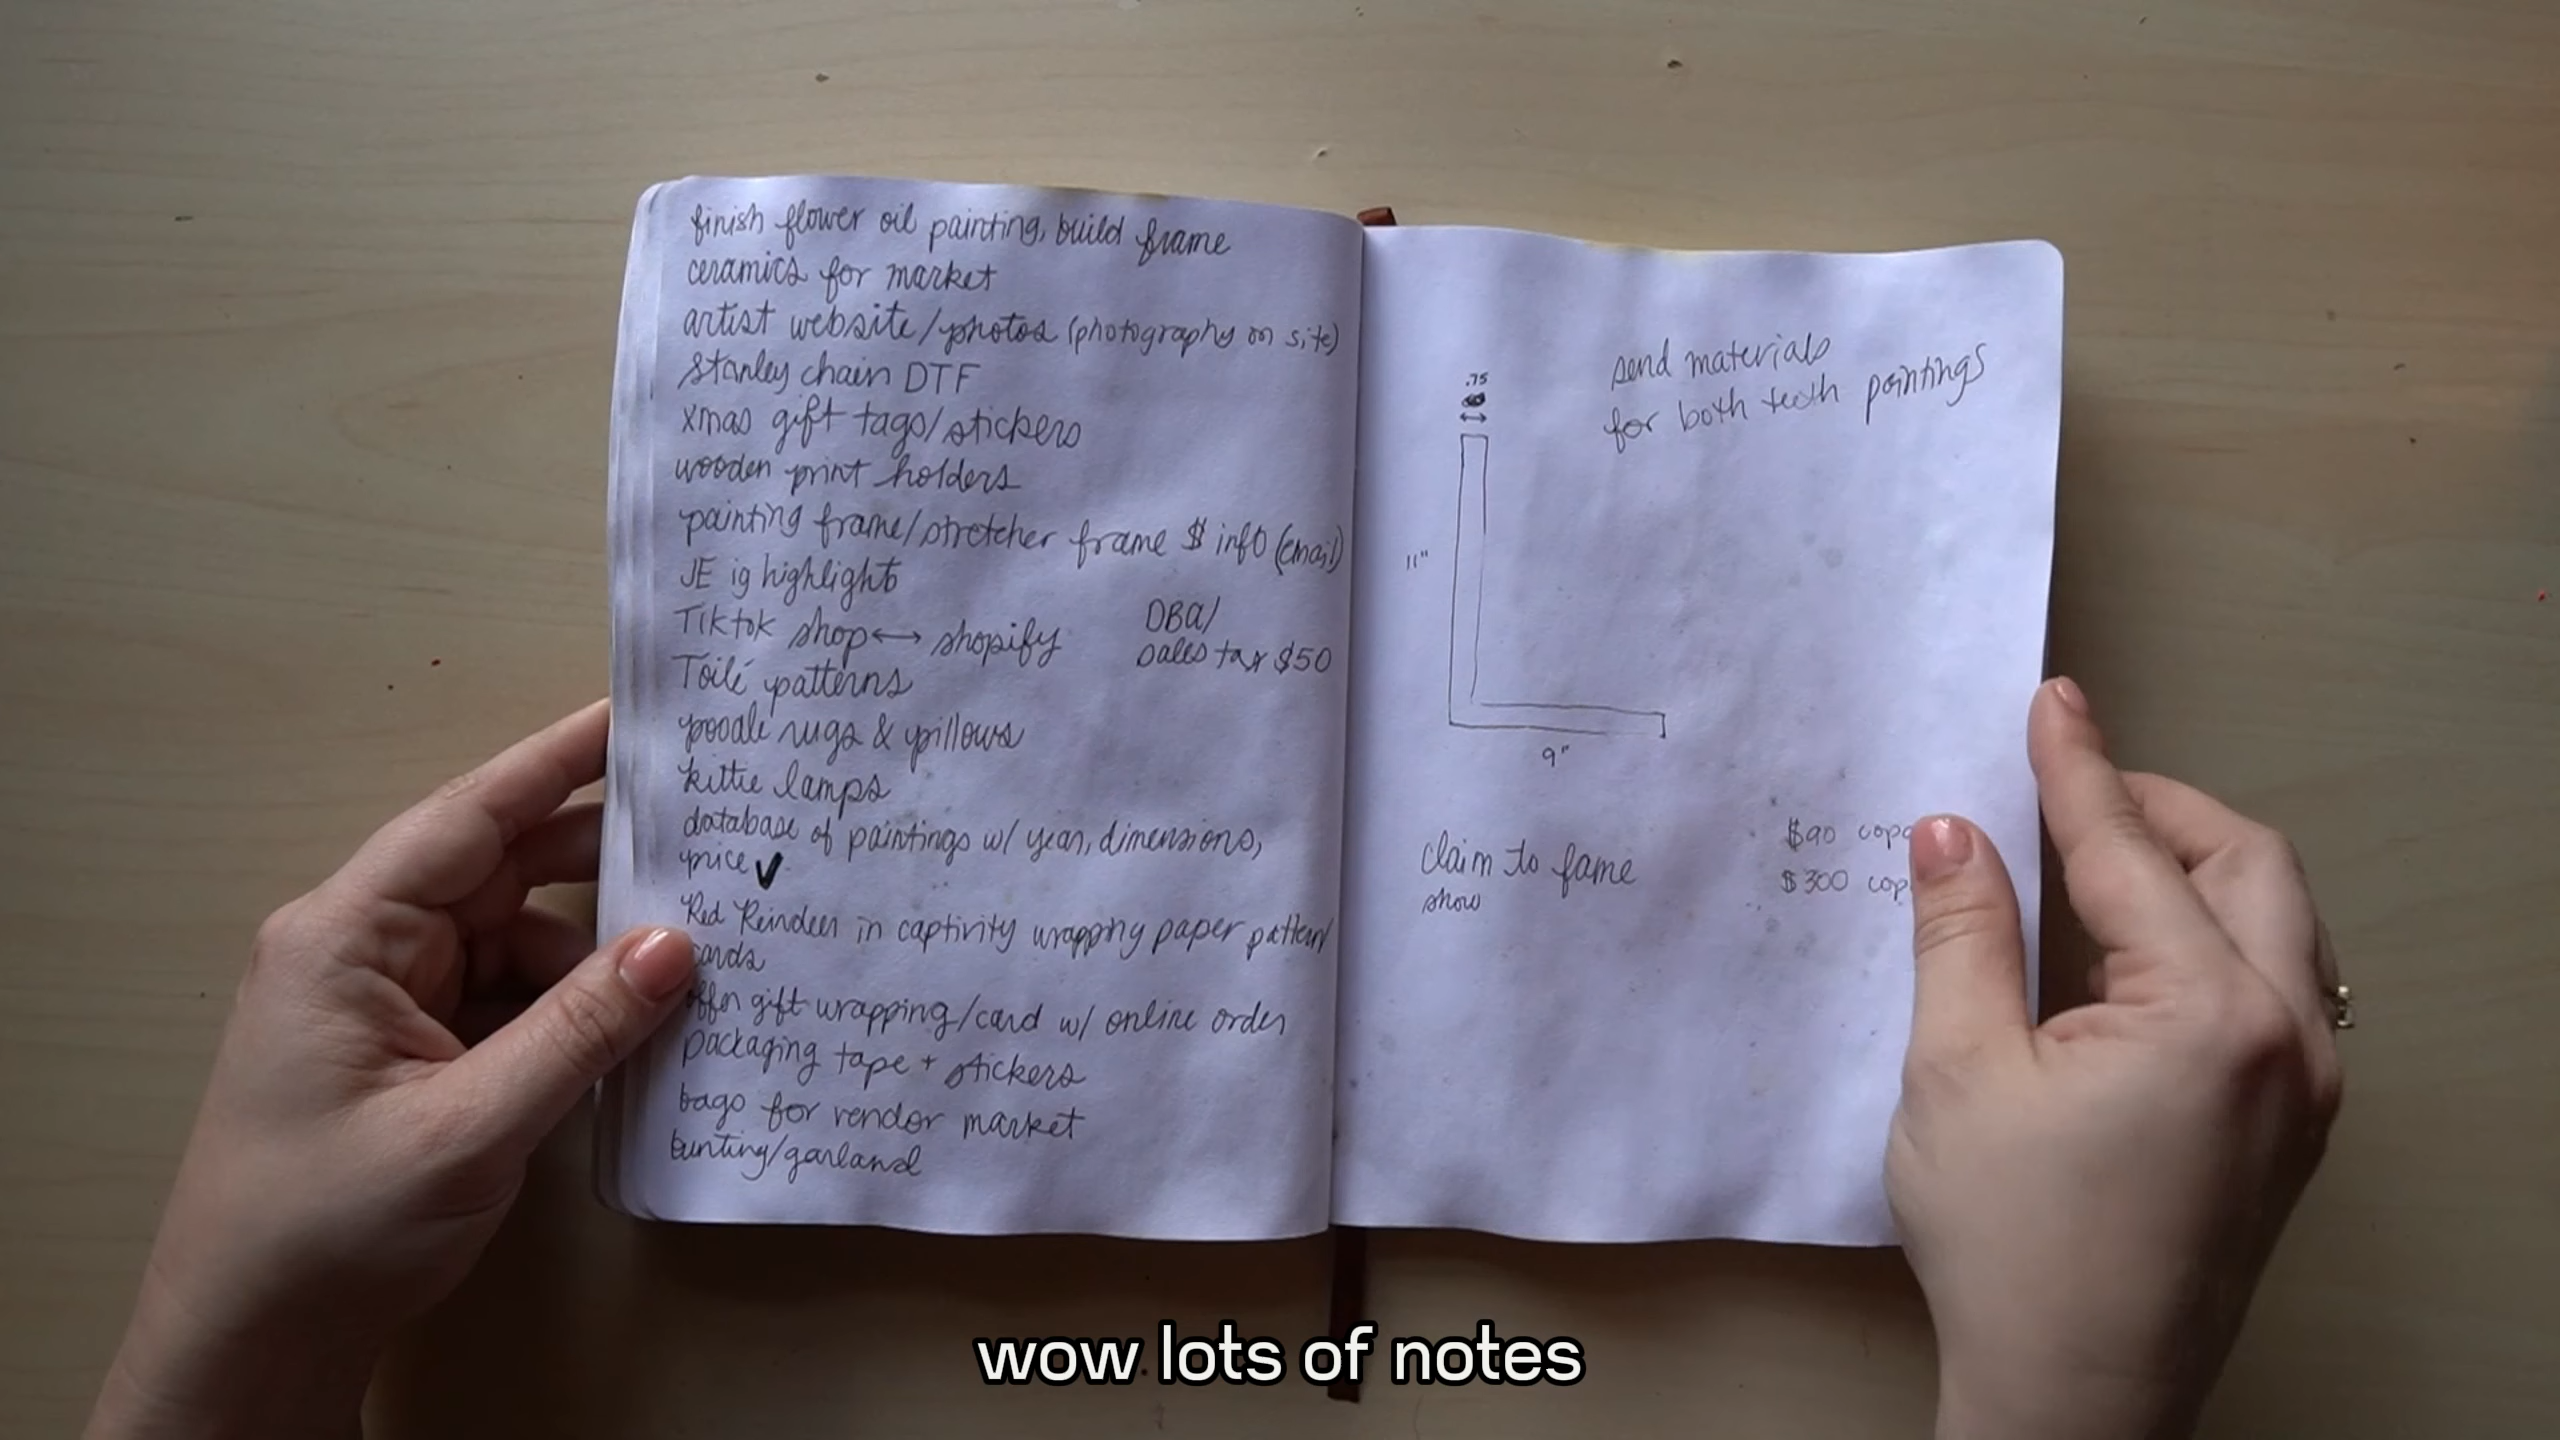 finish flower oil painting, build frame
ceramics for market
artist website/photos (photography on site)
Stanley chain DTF
xmas gift tags/stickers
wooden print holders
painting frame/stretcher frame $ info (email)
JE ig highlight
Tiktok shop↔shopify
DBA/
sales tax $50
Toilé patterns
poodle rugs & pillows
kittie lamps
database of paintings w/ year, dimensions,
price ✓
Red Reindeer in captivity wrapping paper pattern/
cards
offer gift wrapping/card w/ online order
packaging tape + stickers
bags for vendor market
bunting/garland
send materials
for both teeth paintings
.75
11"
9"
claim to fame
show
$90
$300
wow lots of notes